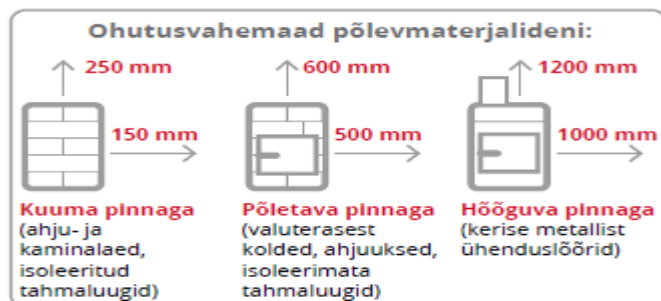 Ohutusvahemaad põlevmaterjalideni:
250 mm
150 mm
Kuuma pinnaga
(ahju- ja
kaminalaed,
isoleeritud
tahmaluugid)
600 mm
500 mm
Põletava pinnaga
(valuterasest
kolded, ahjuuksed,
isoleerimata
tahmaluugid)
1200 mm
1000 mm
Hõõguva pinnaga
(kerise metallist
ühenduslõõrid)